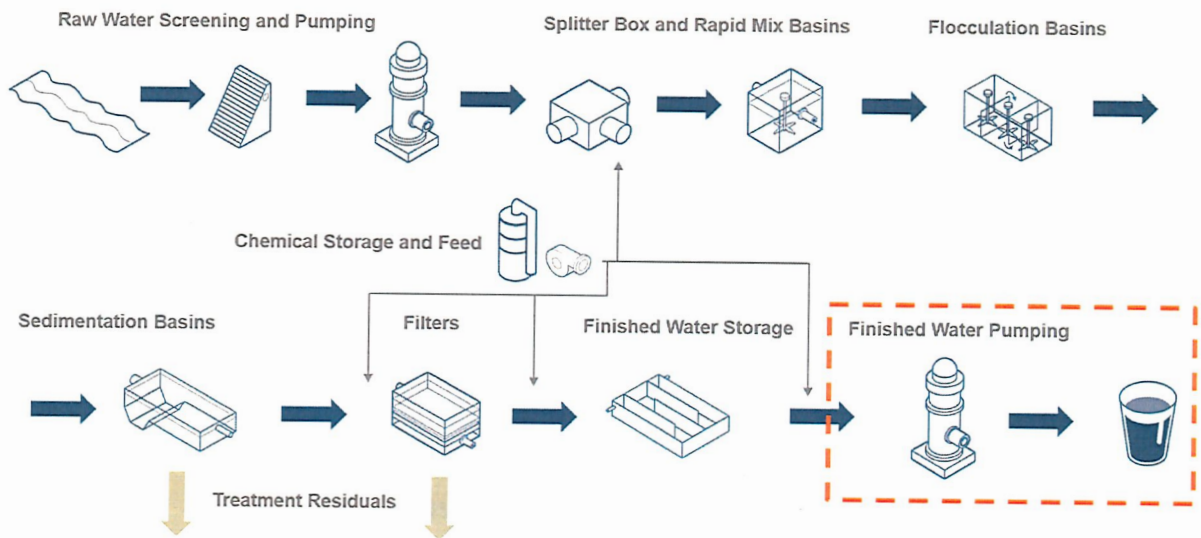 Raw Water Screening and Pumping
Splitter Box and Rapid Mix Basins
Flocculation Basins
Chemical Storage and Feed
Sedimentation Basins
Filters
Finished Water Storage
Finished Water Pumping
Treatment Residuals